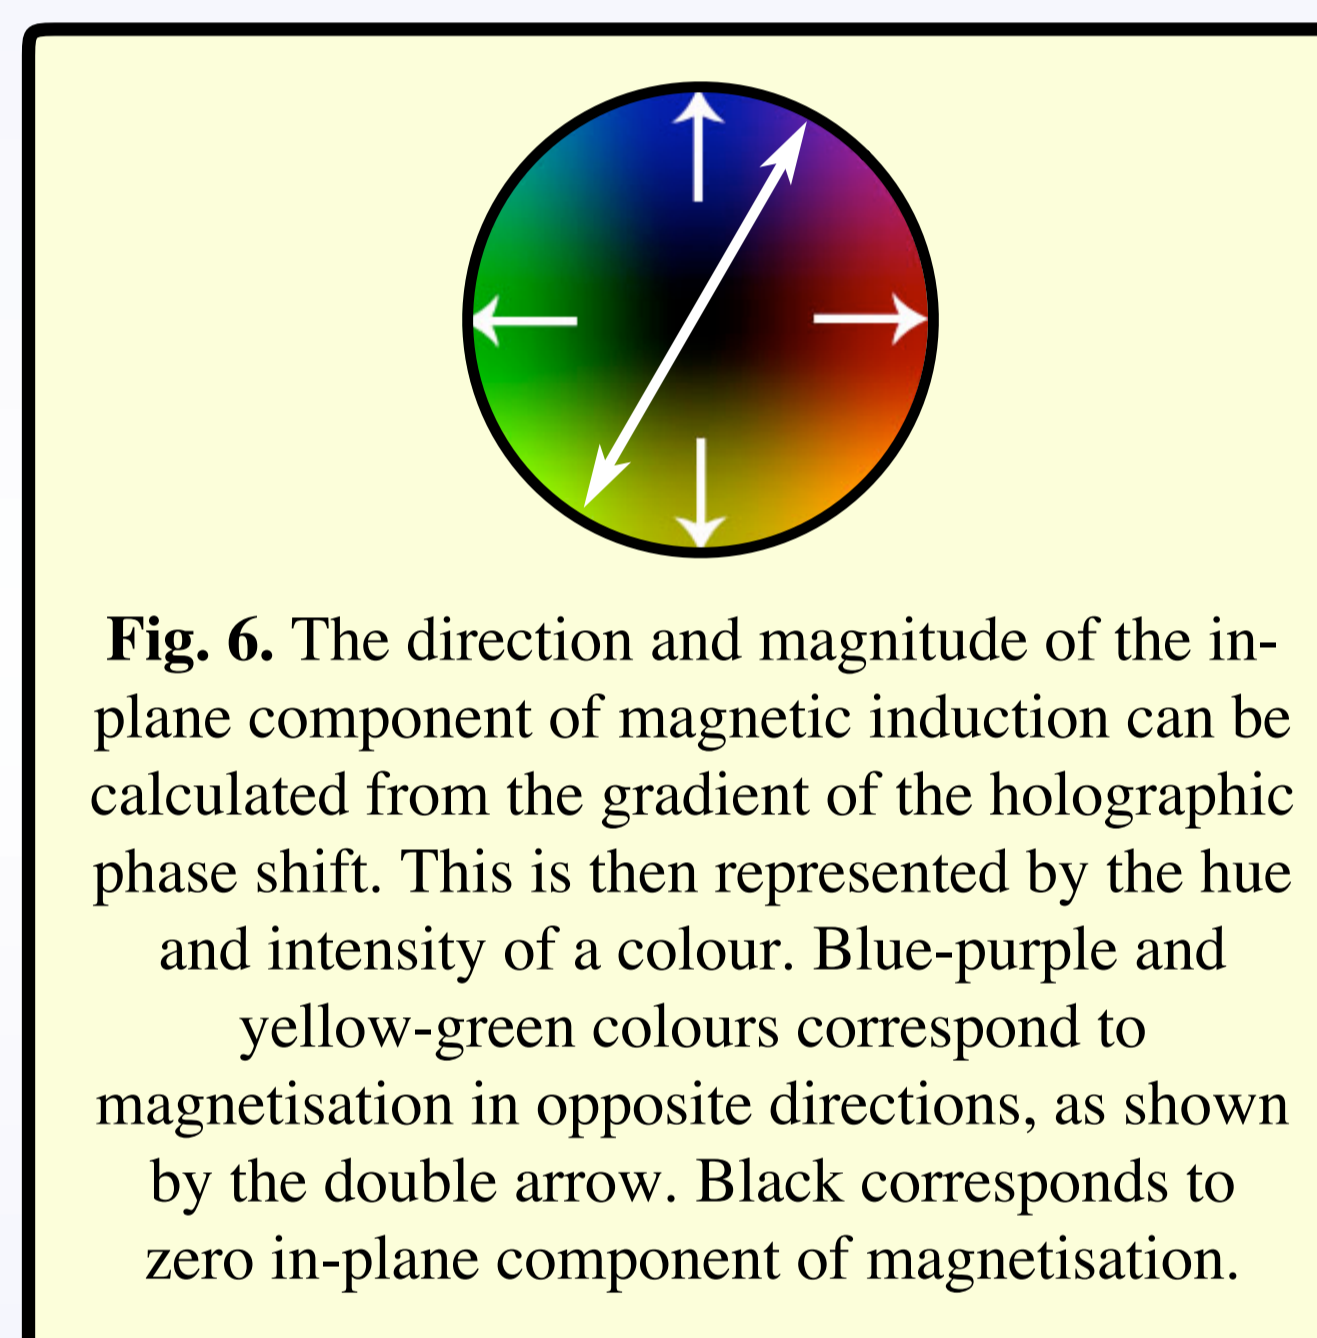 Fig. 6. The direction and magnitude of the in-
plane component of magnetic induction can be
calculated from the gradient of the holographic
phase shift. This is then represented by the hue
and intensity of a colour. Blue-purple and
yellow-green colours correspond to
magnetisation in opposite directions, as shown
by the double arrow. Black corresponds to
zero in-plane component of magnetisation.